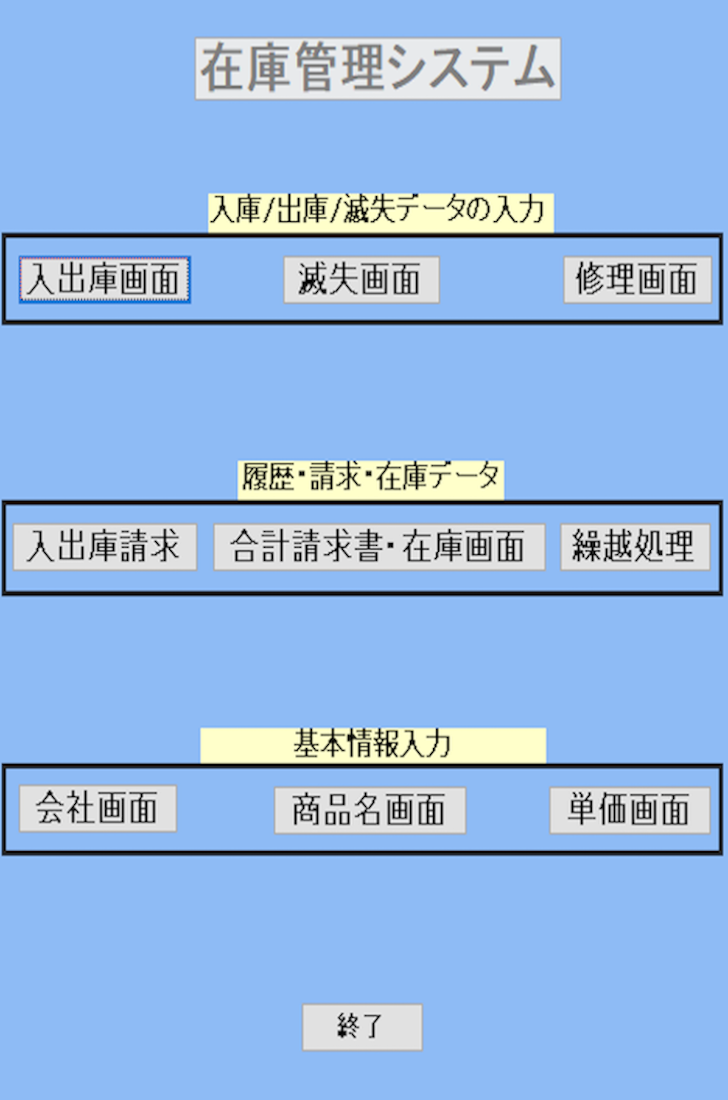 在庫管理システム
入庫/出庫/滅失データの入力
入出庫画面 滅失画面 修理画面
履歴・請求・在庫データ
入出庫請求 合計請求書・在庫画面 繰越処理
基本情報入力
会社画面 商品名画面 単価画面
終了